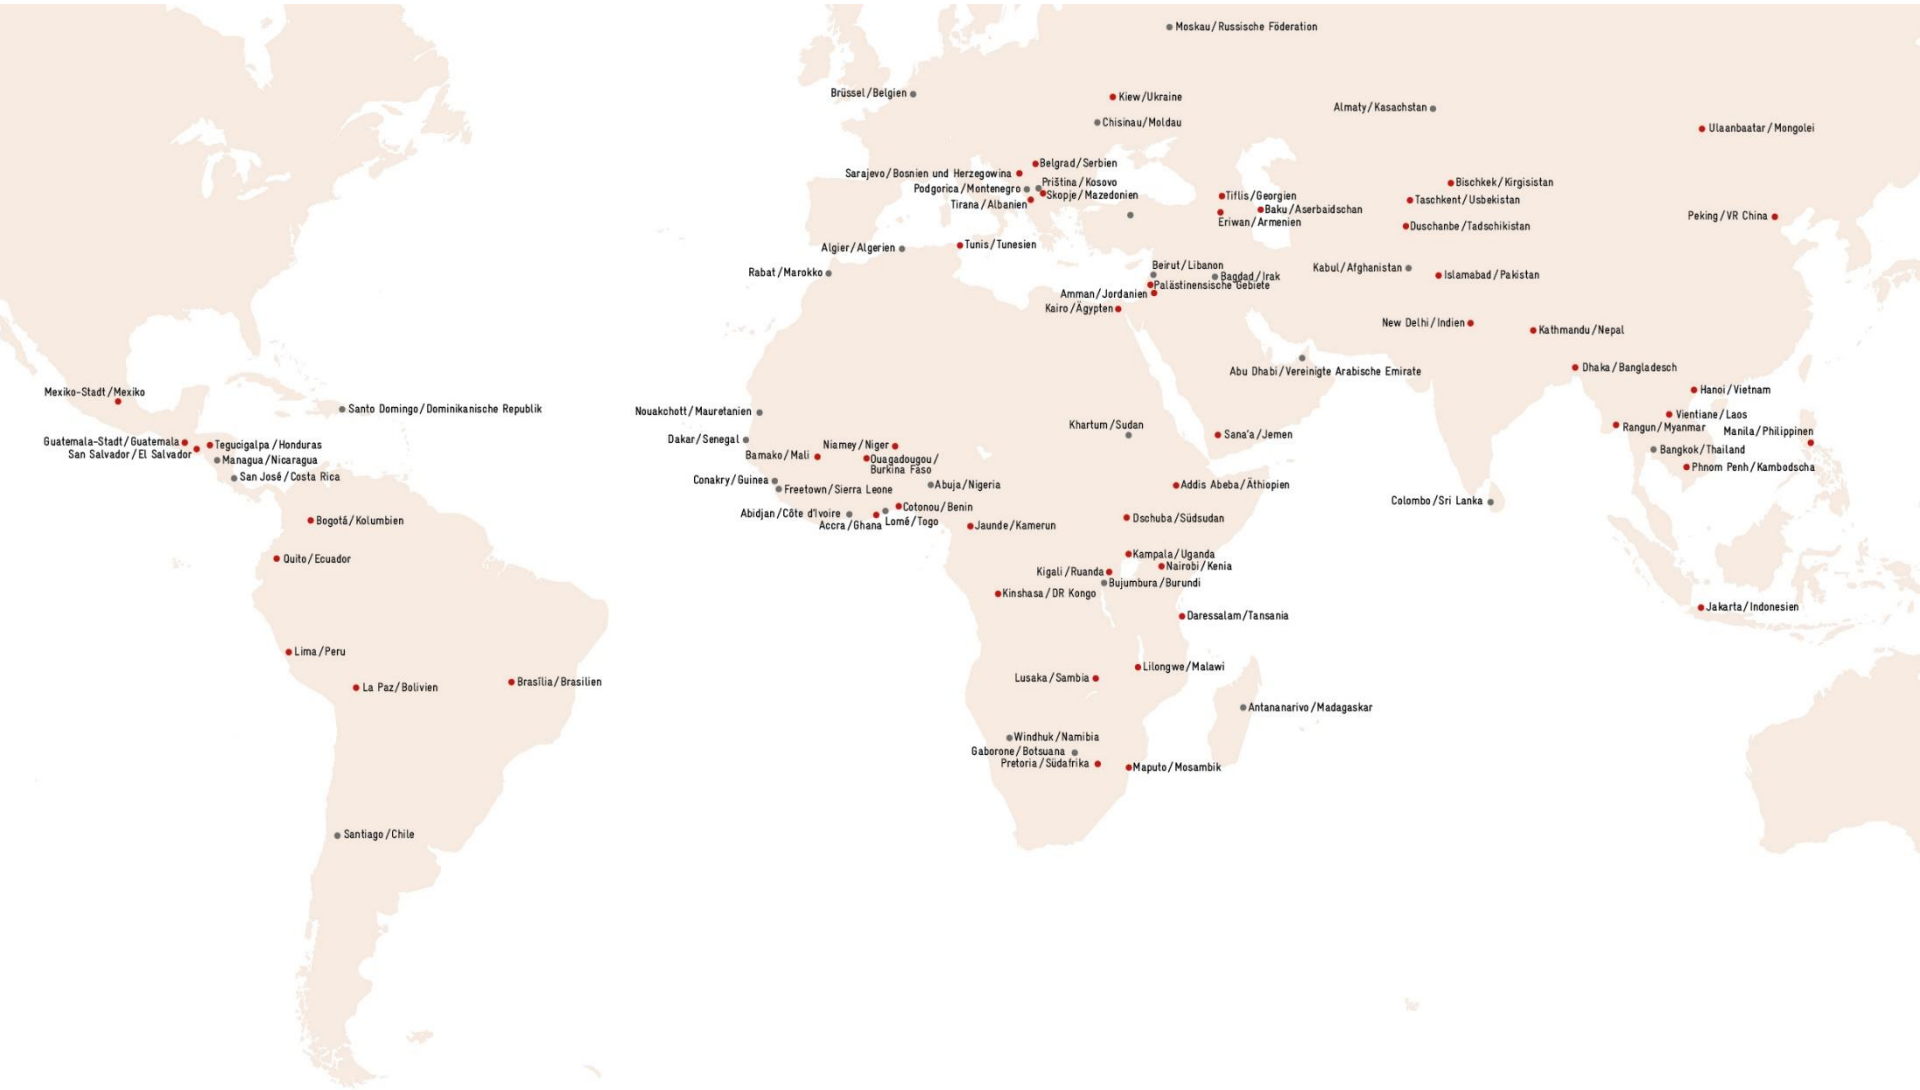 Moskau/Russische Föderation
Brüssel/Belgien
Kiew/Ukraine
Almaty/Kasachstan
Chisinau/Moldau
Ulaanbaatar/Mongolei
Belgrad/Serbien
Sarajevo/Bosnien und Herzegowina
Priština/Kosovo
Podgorica/Montenegro
Skopje/Mazedonien
Tirana/Albanien
Bischkek/Kirgisistan
Tiflis/Georgien
Taschkent/Usbekistan
Baku/Aserbaidschan
Eriwan/Armenien
Peking/VR China
Duschanbe/Tadschikistan
Algier/Algerien
Tunis/Tunesien
Rabat/Marokko
Beirut/Libanon
Bagdad/Irak
Kabul/Afghanistan
Islamabad/Pakistan
Palästinensische Gebiete
Amman/Jordanien
Kairo/Ägypten
New Delhi/Indien
Kathmandu/Nepal
Abu Dhabi/Vereinigte Arabische Emirate
Dhaka/Bangladesch
Mexiko-Stadt/Mexiko
Hanoi/Vietnam
Santo Domingo/Dominikanische Republik
Nouakchott/Mauretanien
Vientiane/Laos
Khartum/Sudan
Rangun/Myanmar
Manila/Philippinen
Guatemala-Stadt/Guatemala
Tegucigalpa/Honduras
Dakar/Senegal
Niamey/Niger
Sana'a/Jemen
San Salvador/El Salvador
Managua/Nicaragua
Bamako/Mali
Ouagadougou/
Burkina Faso
Bangkok/Thailand
Phnom Penh/Kambodscha
San José/Costa Rica
Conakry/Guinea
Freetown/Sierra Leone
Abuja/Nigeria
Addis Abeba/Äthiopien
Colombo/Sri Lanka
Abidjan/Côte d'Ivoire
Cotonou/Benin
Accra/Ghana
Lomé/Togo
Jaunde/Kamerun
Dschuba/Südsudan
Bogotá/Kolumbien
Quito/Ecuador
Kampala/Uganda
Nairobi/Kenia
Kigali/Ruanda
Bujumbura/Burundi
Kinshasa/DR Kongo
Jakarta/Indonesien
Daressalam/Tansania
Lima/Peru
Lilongwe/Malawi
Lusaka/Sambia
La Paz/Bolivien
Brasília/Brasilien
Antananarivo/Madagaskar
Windhuk/Namibia
Gaborone/Botsuana
Pretoria/Südafrika
Maputo/Mosambik
Santiago/Chile